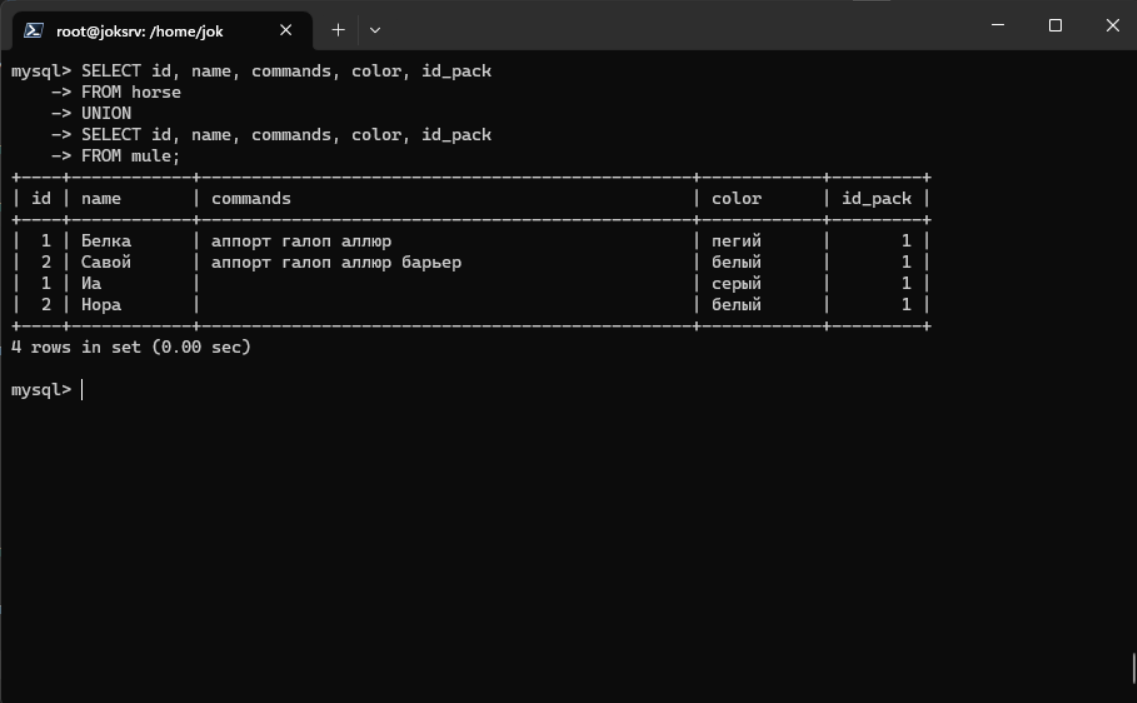 root@joksrv: /home/jok
mysql> SELECT id, name, commands, color, id_pack
    -> FROM horse
    -> UNION
    -> SELECT id, name, commands, color, id_pack
    -> FROM mule;
+----+------------+-------------------------------------------------+------------+---------+
| id | name       | commands                                        | color      | id_pack |
+----+------------+-------------------------------------------------+------------+---------+
|  1 | Белка      | аппорт галоп аллюр                              | пегий      |       1 |
|  2 | Савой      | аппорт галоп аллюр барьер                       | белый      |       1 |
|  1 | Иа         |                                                 | серый      |       1 |
|  2 | Нора       |                                                 | белый      |       1 |
+----+------------+-------------------------------------------------+------------+---------+
4 rows in set (0.00 sec)
mysql>